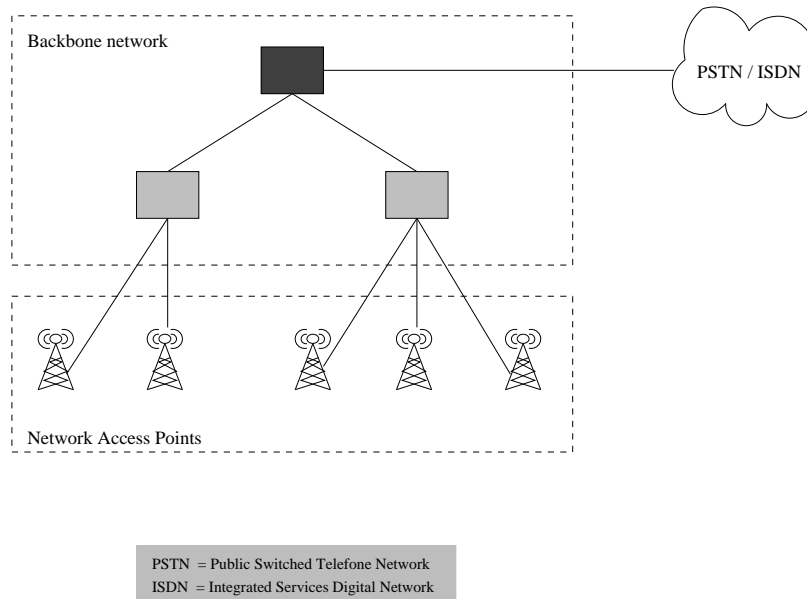 Backbone network
PSTN / ISDN
Network Access Points
PSTN = Public Switched Telefone Network
ISDN = Integrated Services Digital Network